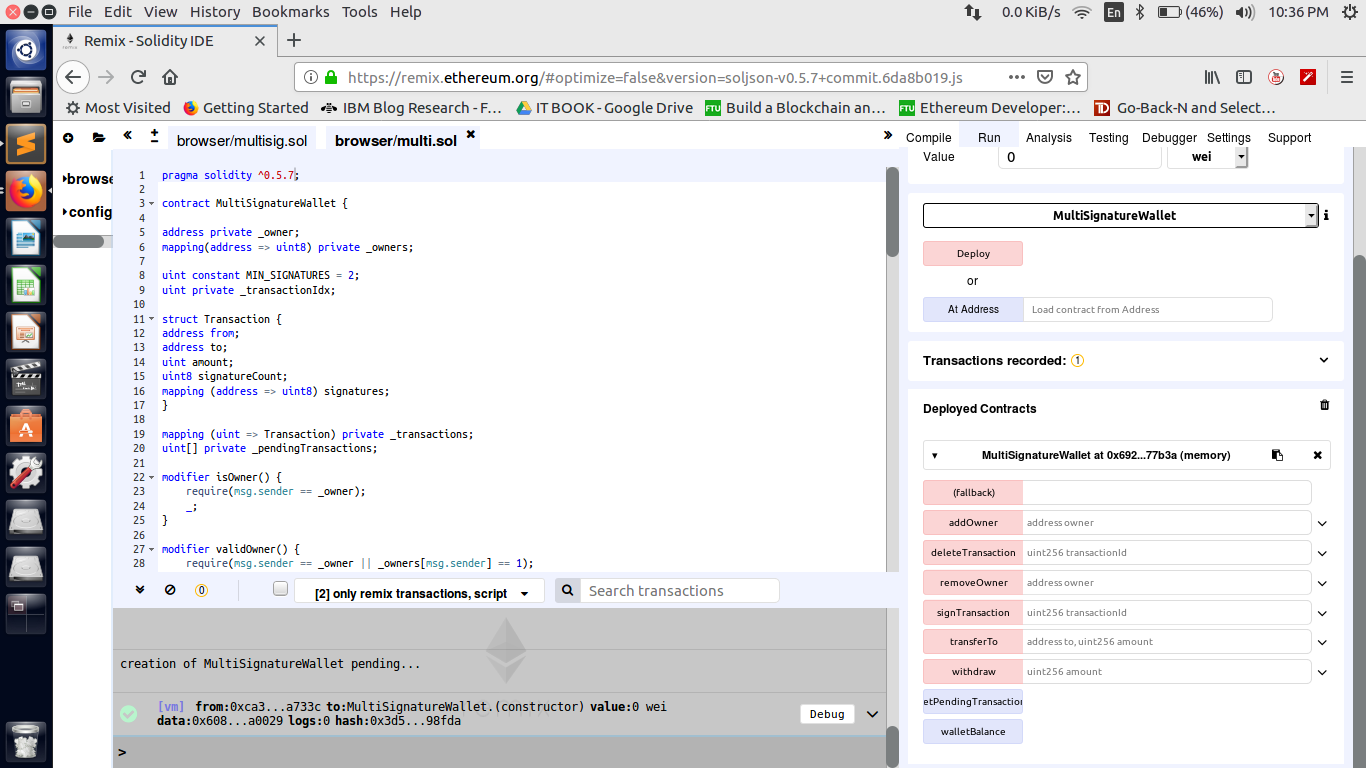 File Edit View History Bookmarks Tools Help
0.0 KiB/s En (46%) 10:36 PM
Remix - Solidity IDE
https://remix.ethereum.org/#optimize=false&version=soljson-v0.5.7+commit.6da8b019.js
Most Visited Getting Started IBM Blog Research - F… IT BOOK - Google Drive FTU Build a Blockchain an… FTU Ethereum Developer:… TD Go-Back-N and Select…
browser/multisig.sol browser/multi.sol
Compile Run Analysis Testing Debugger Settings Support
browse
config
1 pragma solidity ^0.5.7;
2
3 contract MultiSignatureWallet {
4
5 address private _owner;
6 mapping(address => uint8) private _owners;
7
8 uint constant MIN_SIGNATURES = 2;
9 uint private _transactionIdx;
10
11 struct Transaction {
12 address from;
13 address to;
14 uint amount;
15 uint8 signatureCount;
16 mapping (address => uint8) signatures;
17 }
18
19 mapping (uint => Transaction) private _transactions;
20 uint[] private _pendingTransactions;
21
22 modifier isOwner() {
23 require(msg.sender == _owner);
24 _;
25 }
26
27 modifier validOwner() {
28 require(msg.sender == _owner || _owners[msg.sender] == 1);
0 [2] only remix transactions, script Search transactions
creation of MultiSignatureWallet pending...
[vm] from:0xca3...a733c to:MultiSignatureWallet.(constructor) value:0 wei
data:0x608...a0029 logs:0 hash:0x3d5...98fda
Debug
>
Value 0 wei
MultiSignatureWallet
Deploy
or
At Address Load contract from Address
Transactions recorded: 1
Deployed Contracts
MultiSignatureWallet at 0x692...77b3a (memory)
(fallback)
addOwner address owner
deleteTransaction uint256 transactionId
removeOwner address owner
signTransaction uint256 transactionId
transferTo address to, uint256 amount
withdraw uint256 amount
etPendingTransaction
walletBalance